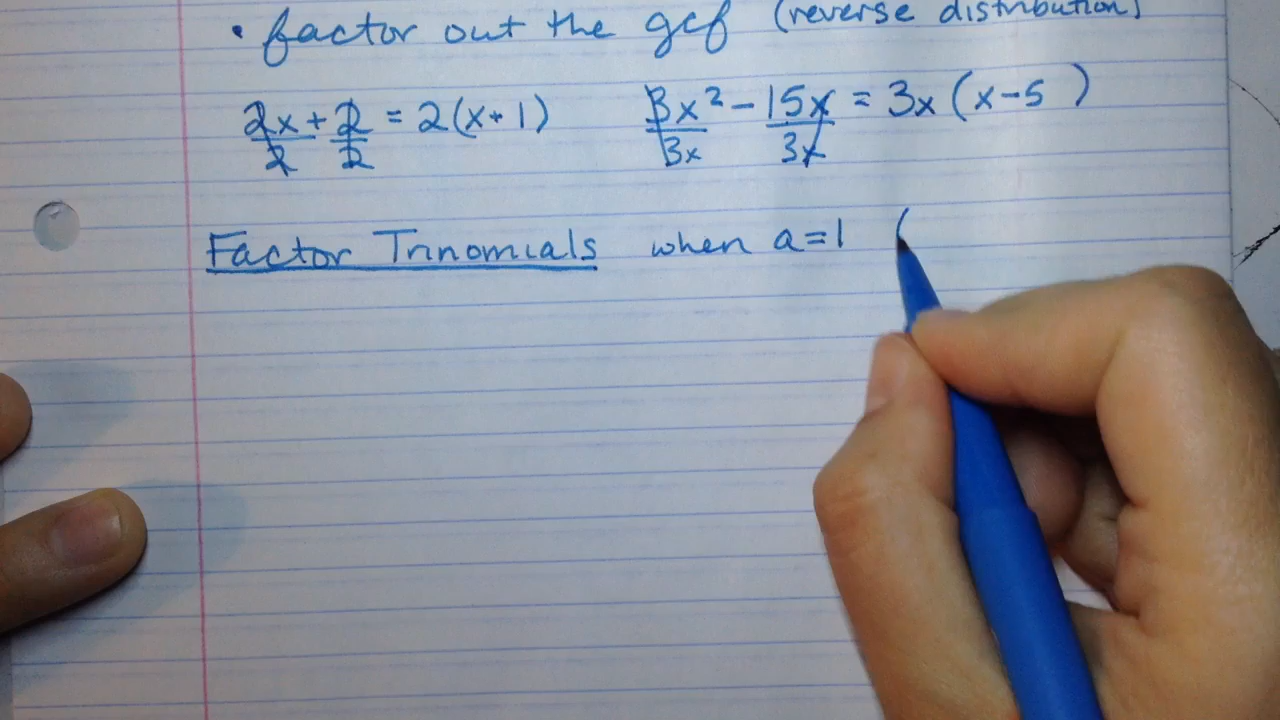 • factor out the gcf (reverse distribution)
2x/2 + 2/2 = 2(x+1)    3x²/3x − 15x/3x = 3x(x−5)
Factor Trinomials when a=1 (